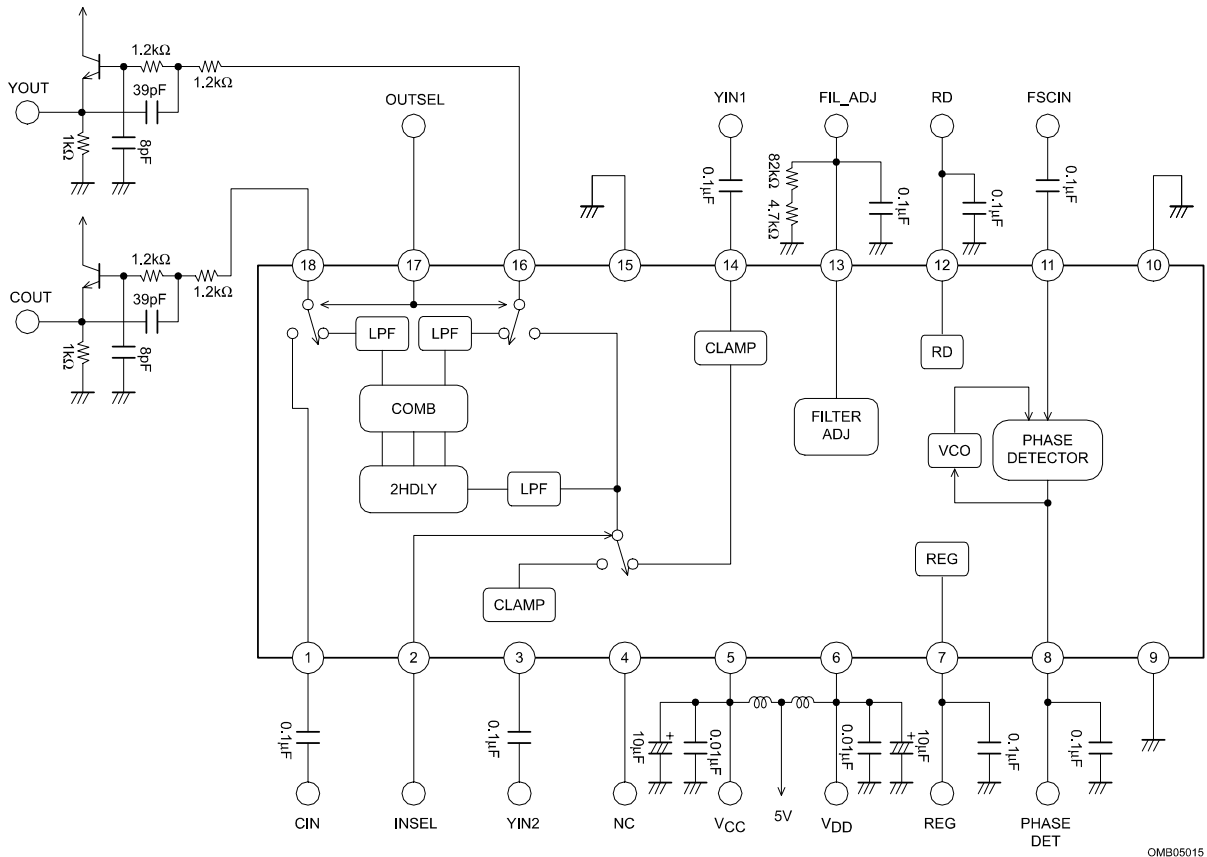 YOUT
1.2kΩ
1.2kΩ
39pF
1kΩ
8pF
COUT
1.2kΩ
1.2kΩ
39pF
1kΩ
8pF
OUTSEL
YIN1
FIL_ADJ
RD
FSCIN
0.1µF
82kΩ
4.7kΩ
0.1µF
0.1µF
0.1µF
18
17
16
15
14
13
12
11
10
LPF
LPF
CLAMP
RD
COMB
FILTER
ADJ
VCO
PHASE
DETECTOR
2HDLY
LPF
REG
CLAMP
1
2
3
4
5
6
7
8
9
0.1µF
0.1µF
10µF
+
0.01µF
0.01µF
10µF
+
0.1µF
0.1µF
CIN
INSEL
YIN2
NC
VCC
5V
VDD
REG
PHASE
DET
OMB05015